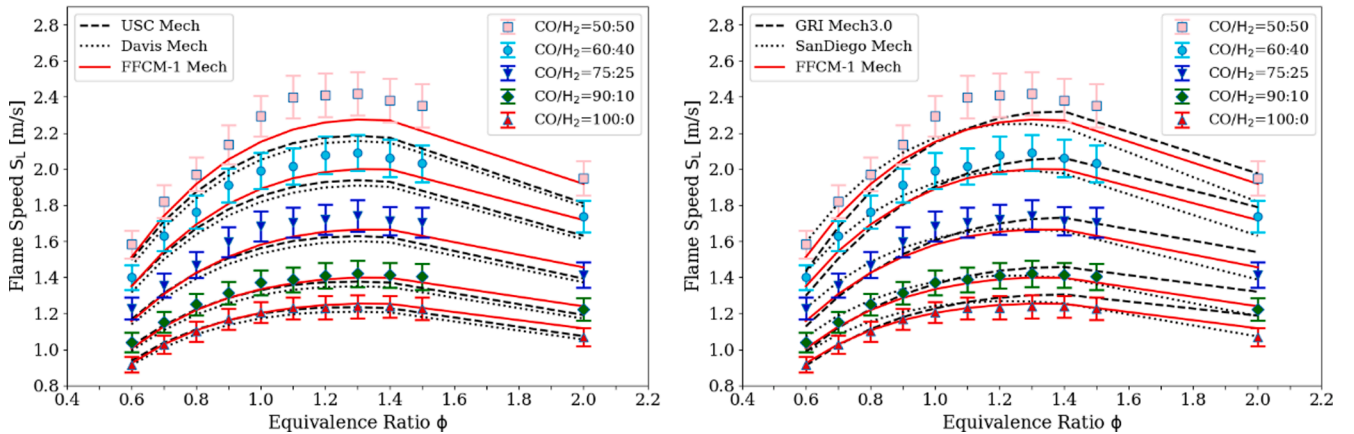 USC Mech
Davis Mech
FFCM-1 Mech
CO/H₂=50:50
CO/H₂=60:40
CO/H₂=75:25
CO/H₂=90:10
CO/H₂=100:0
2.8
2.6
2.4
2.2
2.0
1.8
1.6
1.4
1.2
1.0
0.8
Flame Speed S_L [m/s]
0.4 0.6 0.8 1.0 1.2 1.4 1.6 1.8 2.0 2.2
Equivalence Ratio ϕ
GRI Mech3.0
SanDiego Mech
FFCM-1 Mech
CO/H₂=50:50
CO/H₂=60:40
CO/H₂=75:25
CO/H₂=90:10
CO/H₂=100:0
2.8
2.6
2.4
2.2
2.0
1.8
1.6
1.4
1.2
1.0
0.8
Flame Speed S_L [m/s]
0.4 0.6 0.8 1.0 1.2 1.4 1.6 1.8 2.0 2.2
Equivalence Ratio ϕ